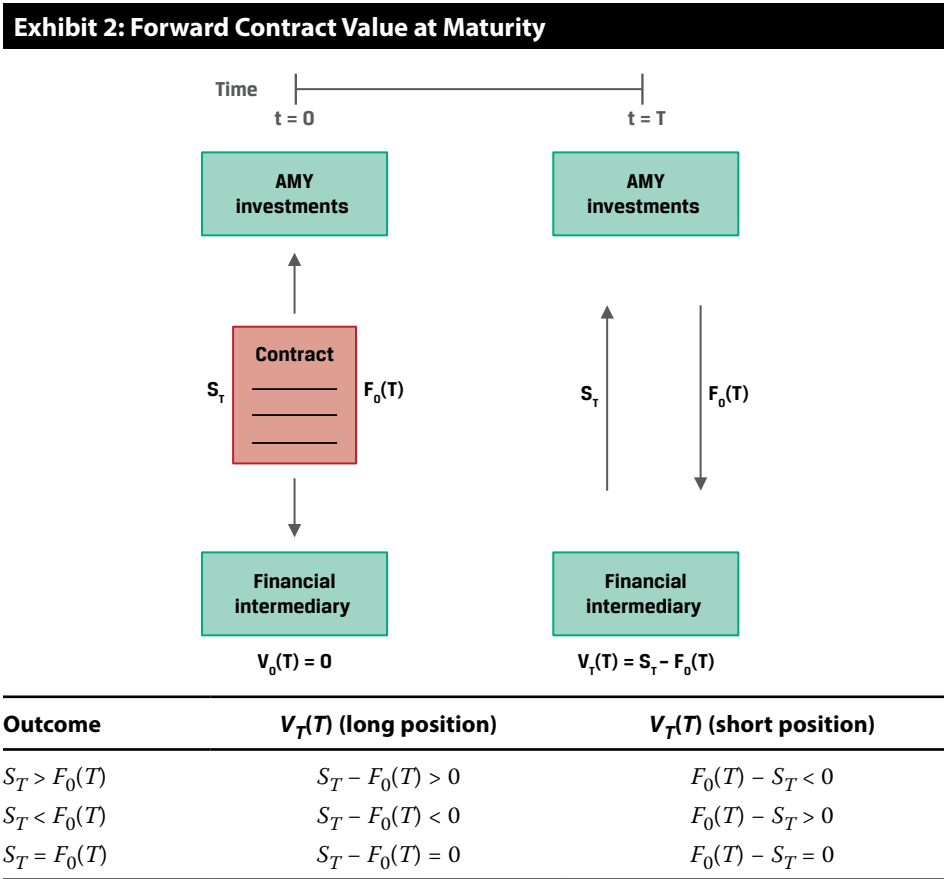 Exhibit 2: Forward Contract Value at Maturity
Time
t = 0 t = T
AMY
investments
AMY
investments
Contract
S_T F_0(T)
S_T F_0(T)
Financial
intermediary
Financial
intermediary
V_0(T) = 0 V_T(T) = S_T – F_0(T)
Outcome V_T(T) (long position) V_T(T) (short position)
S_T > F_0(T) S_T – F_0(T) > 0 F_0(T) – S_T < 0
S_T < F_0(T) S_T – F_0(T) < 0 F_0(T) – S_T > 0
S_T = F_0(T) S_T – F_0(T) = 0 F_0(T) – S_T = 0